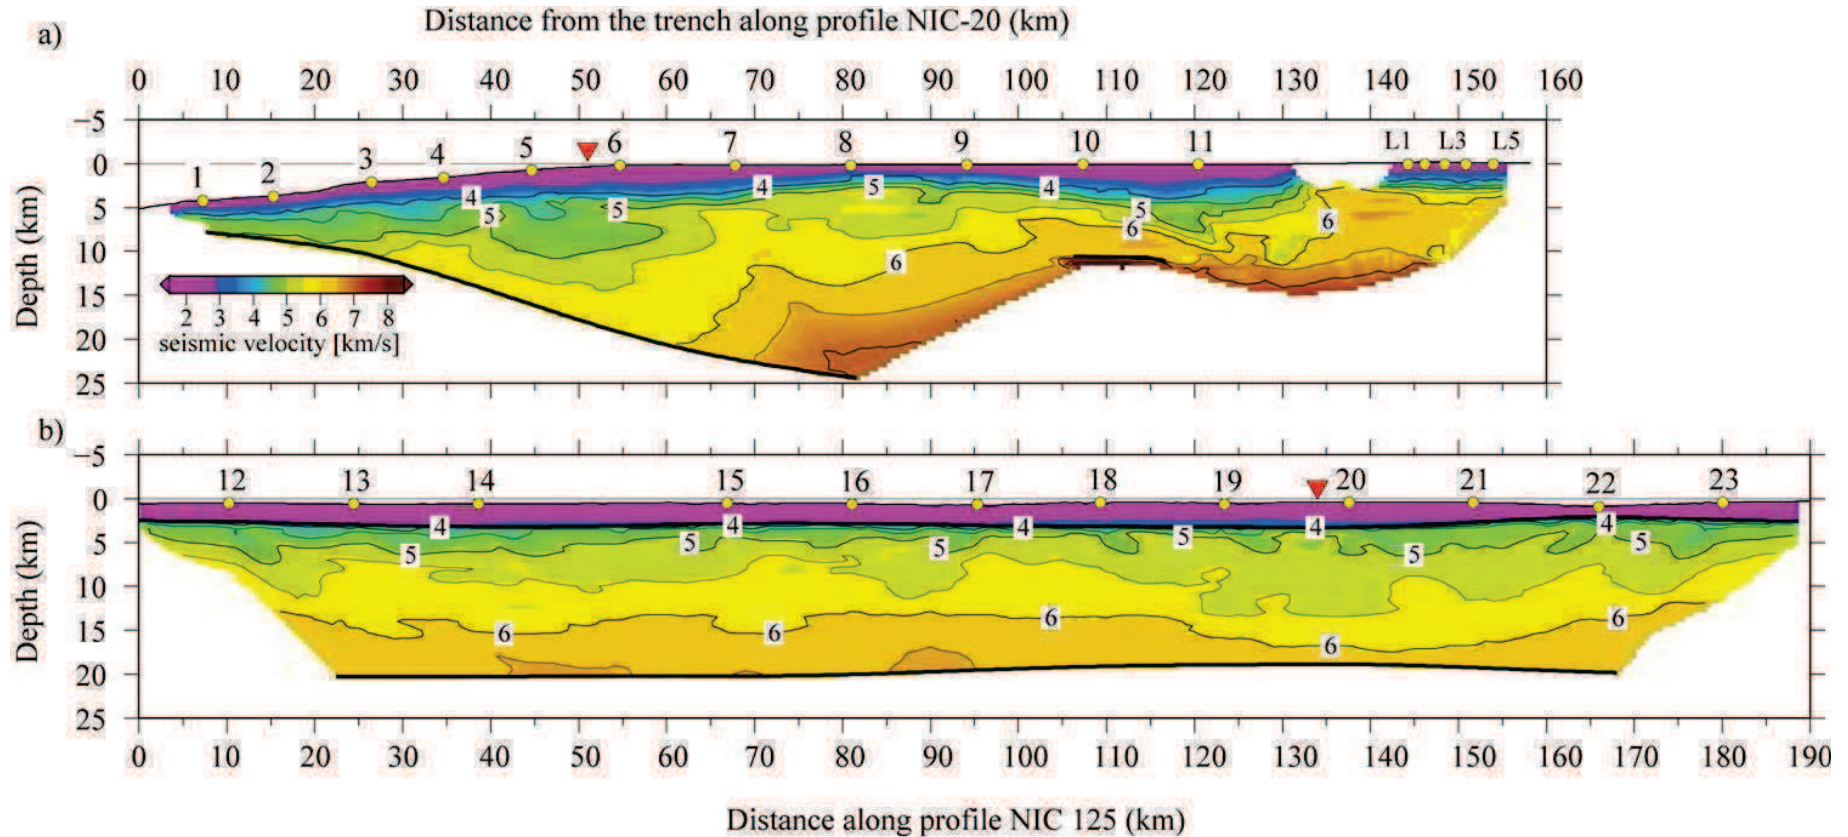 Distance from the trench along profile NIC-20 (km)
a)
0 10 20 30 40 50 60 70 80 90 100 110 120 130 140 150 160
−5
0
5
10
15
20
25
Depth (km)
1 2 3 4 5 6 7 8 9 10 11 L1 L3 L5
4 5 5 4 5 4 5 6 6 6
2 3 4 5 6 7 8
seismic velocity [km/s]
b)
−5
0
5
10
15
20
25
Depth (km)
12 13 14 15 16 17 18 19 20 21 22 23
4 4 4 4 4
5 5 5 5 5 5
6 6 6 6 6
0 10 20 30 40 50 60 70 80 90 100 110 120 130 140 150 160 170 180 190
Distance along profile NIC 125 (km)